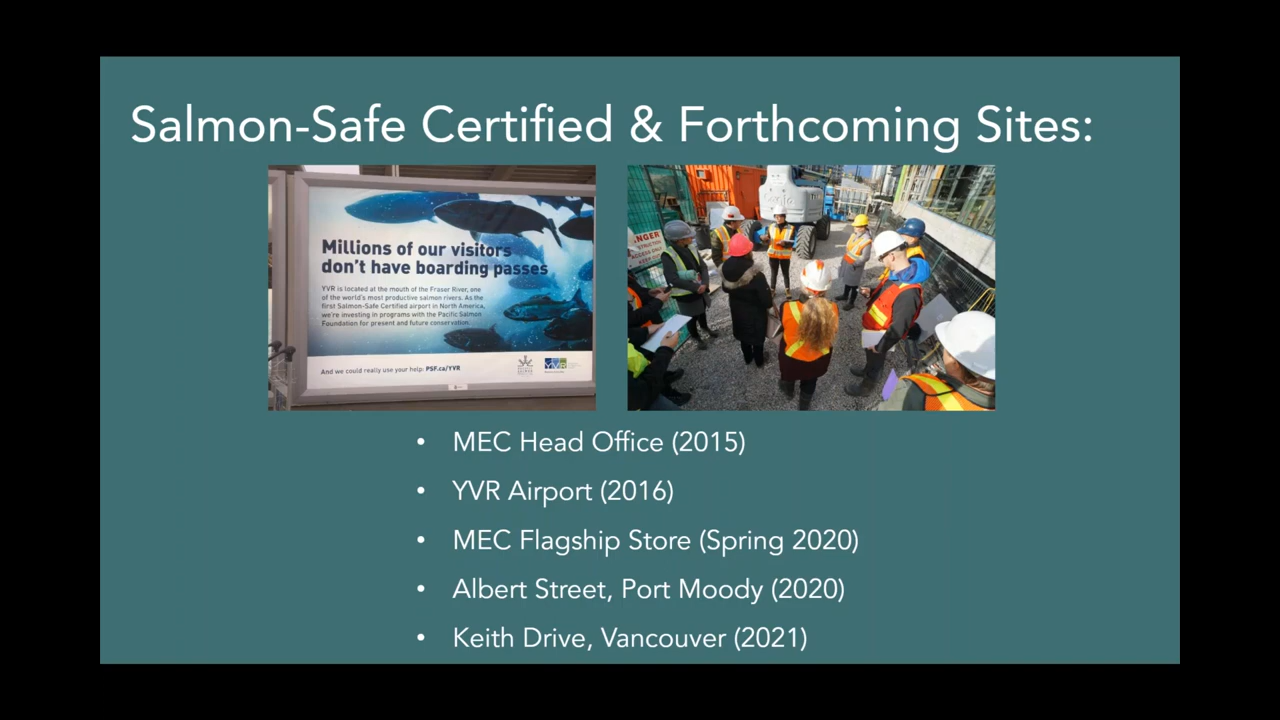 Salmon-Safe Certified & Forthcoming Sites:
Millions of our visitors
don't have boarding passes
YVR is located at the mouth of the Fraser River, one
of the world's most productive salmon rivers. As the
first Salmon-Safe Certified airport in North America,
we're investing in programs with the Pacific Salmon
Foundation for present and future conservation.
And we could really use your help: PSF.ca/YVR
YVR
Genie
• MEC Head Office (2015)
• YVR Airport (2016)
• MEC Flagship Store (Spring 2020)
• Albert Street, Port Moody (2020)
• Keith Drive, Vancouver (2021)